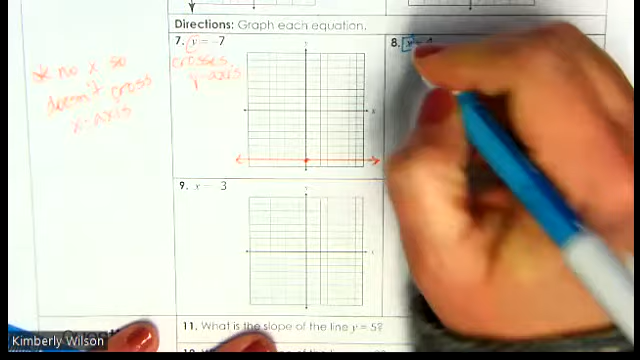 Directions: Graph each equation.
7. y = -7
crosses
y-axis
* no x so
doesn't cross
x-axis
8. y = 4
9. x = 3
11. What is the slope of the line y = 5?
Kimberly Wilson